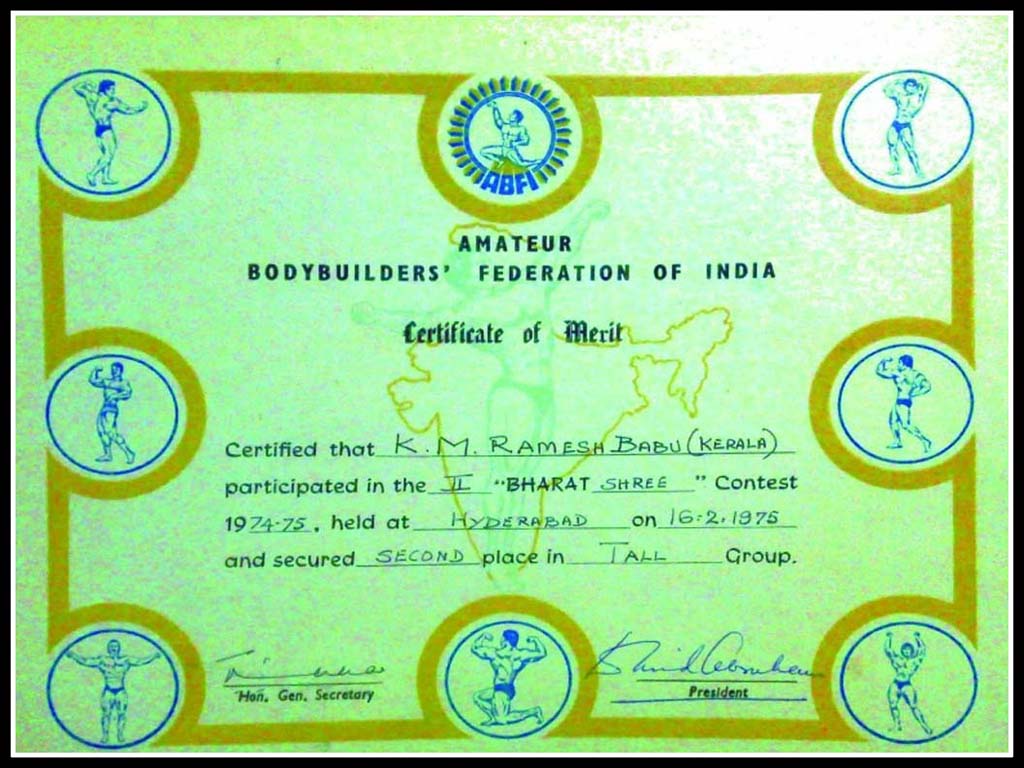 ABFI
AMATEUR
BODYBUILDERS' FEDERATION OF INDIA
Certificate of Merit
Certified that K. M. RAMESH BABU (KERALA)
participated in the II "BHARAT SHREE" Contest
1974-75, held at HYDERABAD on 16-2-1975
and secured SECOND place in TALL Group.
Hon. Gen. Secretary
President